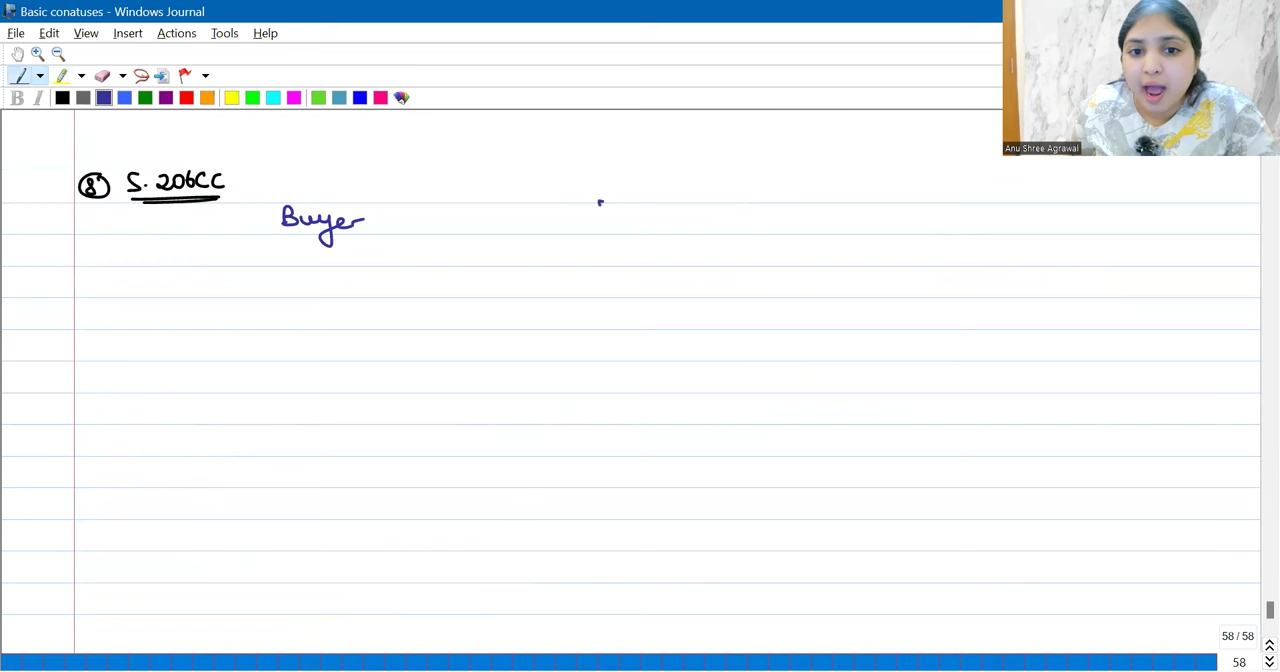 Basic conatuses - Windows Journal
File Edit View Insert Actions Tools Help
B I
Anu Shree Agrawal
8 S. 206CC
Buyer
58 / 58
58